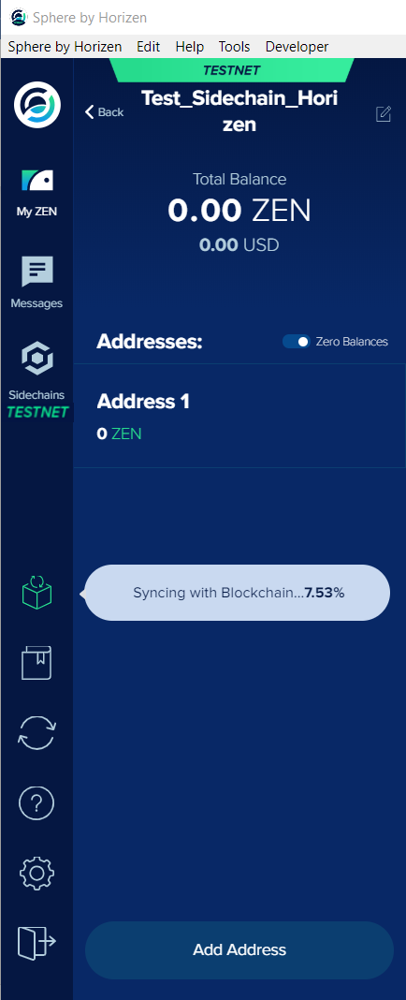 Sphere by Horizen
Sphere by Horizen Edit Help Tools Developer
TESTNET
Back
Test_Sidechain_Hori
zen
Total Balance
0.00 ZEN
0.00 USD
My ZEN
Messages
Sidechains
TESTNET
Addresses:
Zero Balances
Address 1
0 ZEN
Syncing with Blockchain...7.53%
?
Add Address